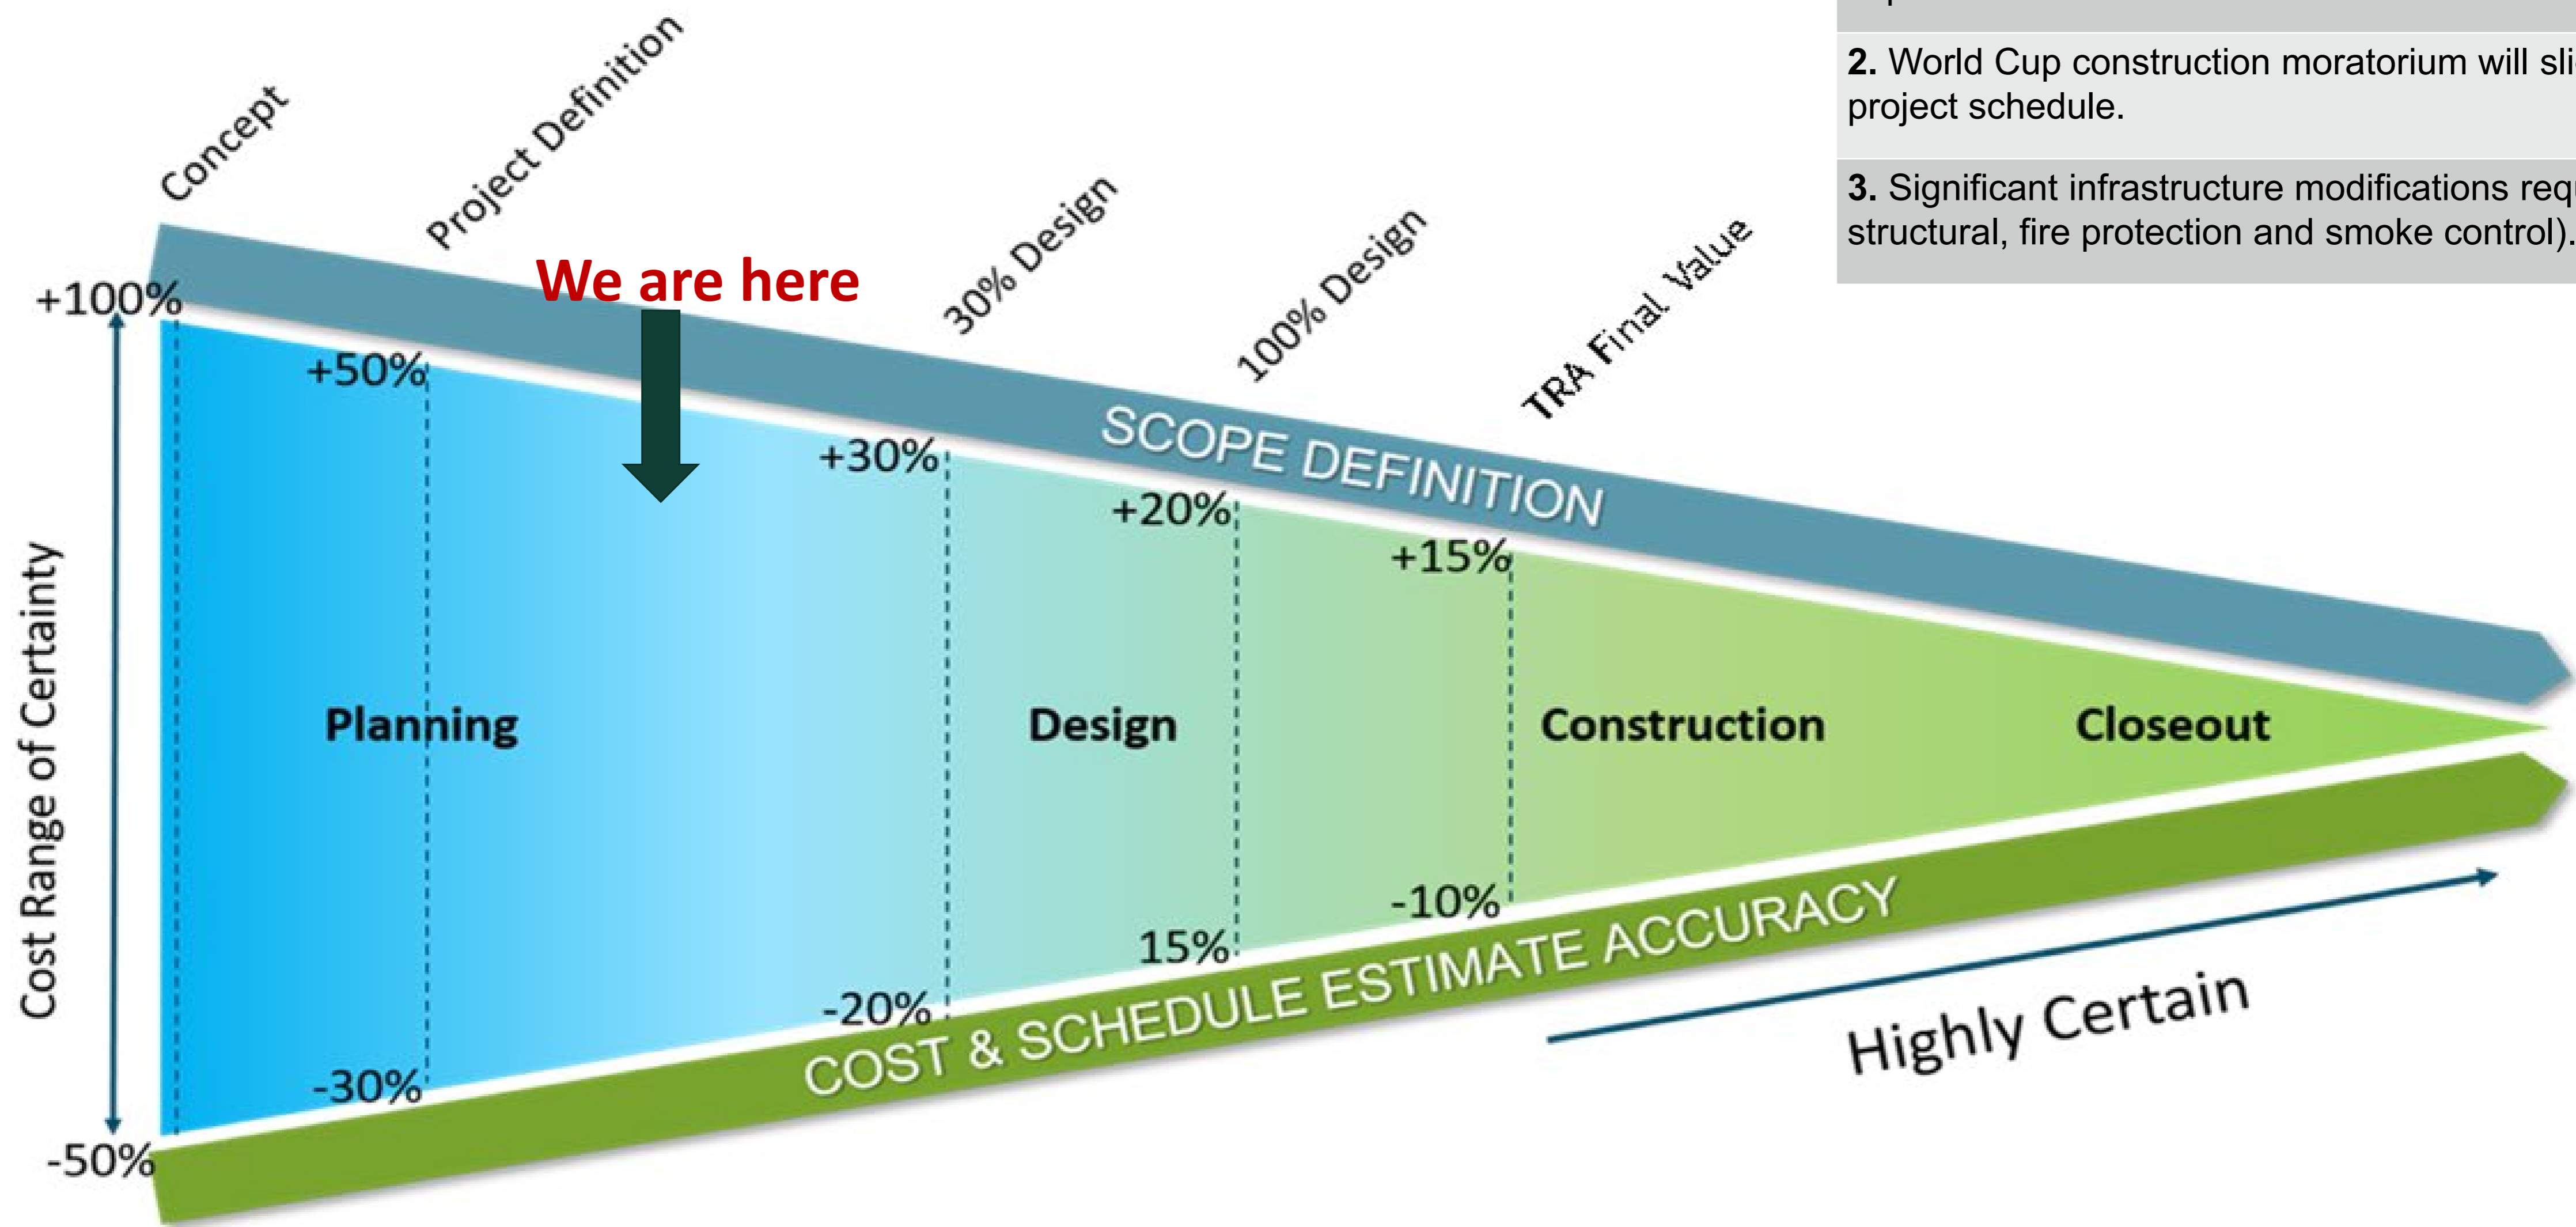 Concept
Project Definition
We are here
30% Design
100% Design
TRA Final Value
2. World Cup construction moratorium will
project schedule.
3. Significant infrastructure modifications
structural, fire protection and smoke control).
+100%
+50%
+30%
+20%
+15%
SCOPE DEFINITION
Cost Range of Certainty
Planning
Design
Construction
Closeout
-10%
15%
-20%
-30%
-50%
COST & SCHEDULE ESTIMATE ACCURACY
Highly Certain